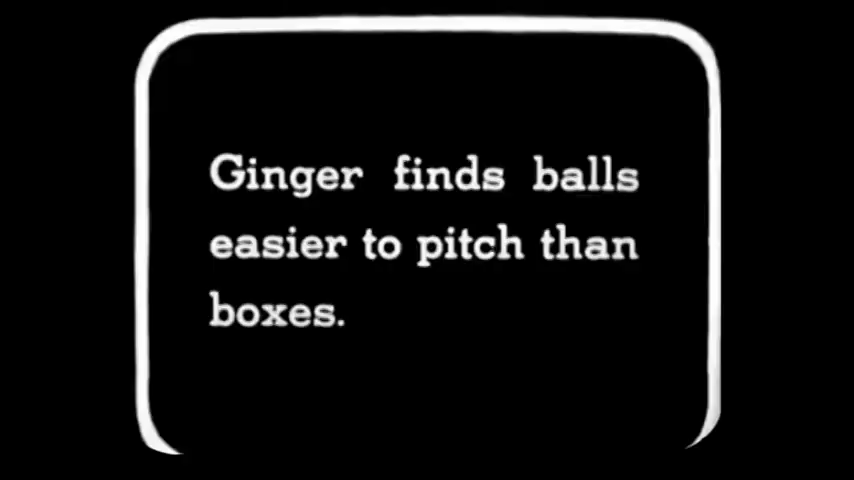 Ginger finds balls
easier to pitch than
boxes.